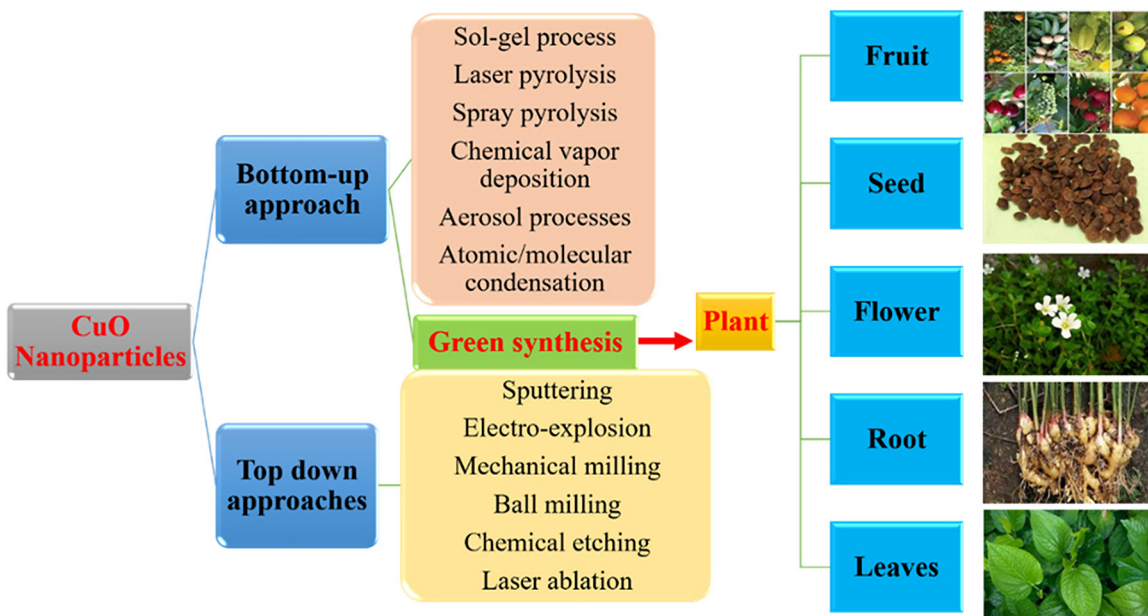 CuO
Nanoparticles
Bottom-up
approach
Top down
approaches
Sol-gel process
Laser pyrolysis
Spray pyrolysis
Chemical vapor
deposition
Aerosol processes
Atomic/molecular
condensation
Green synthesis
Sputtering
Electro-explosion
Mechanical milling
Ball milling
Chemical etching
Laser ablation
Plant
Fruit
Seed
Flower
Root
Leaves